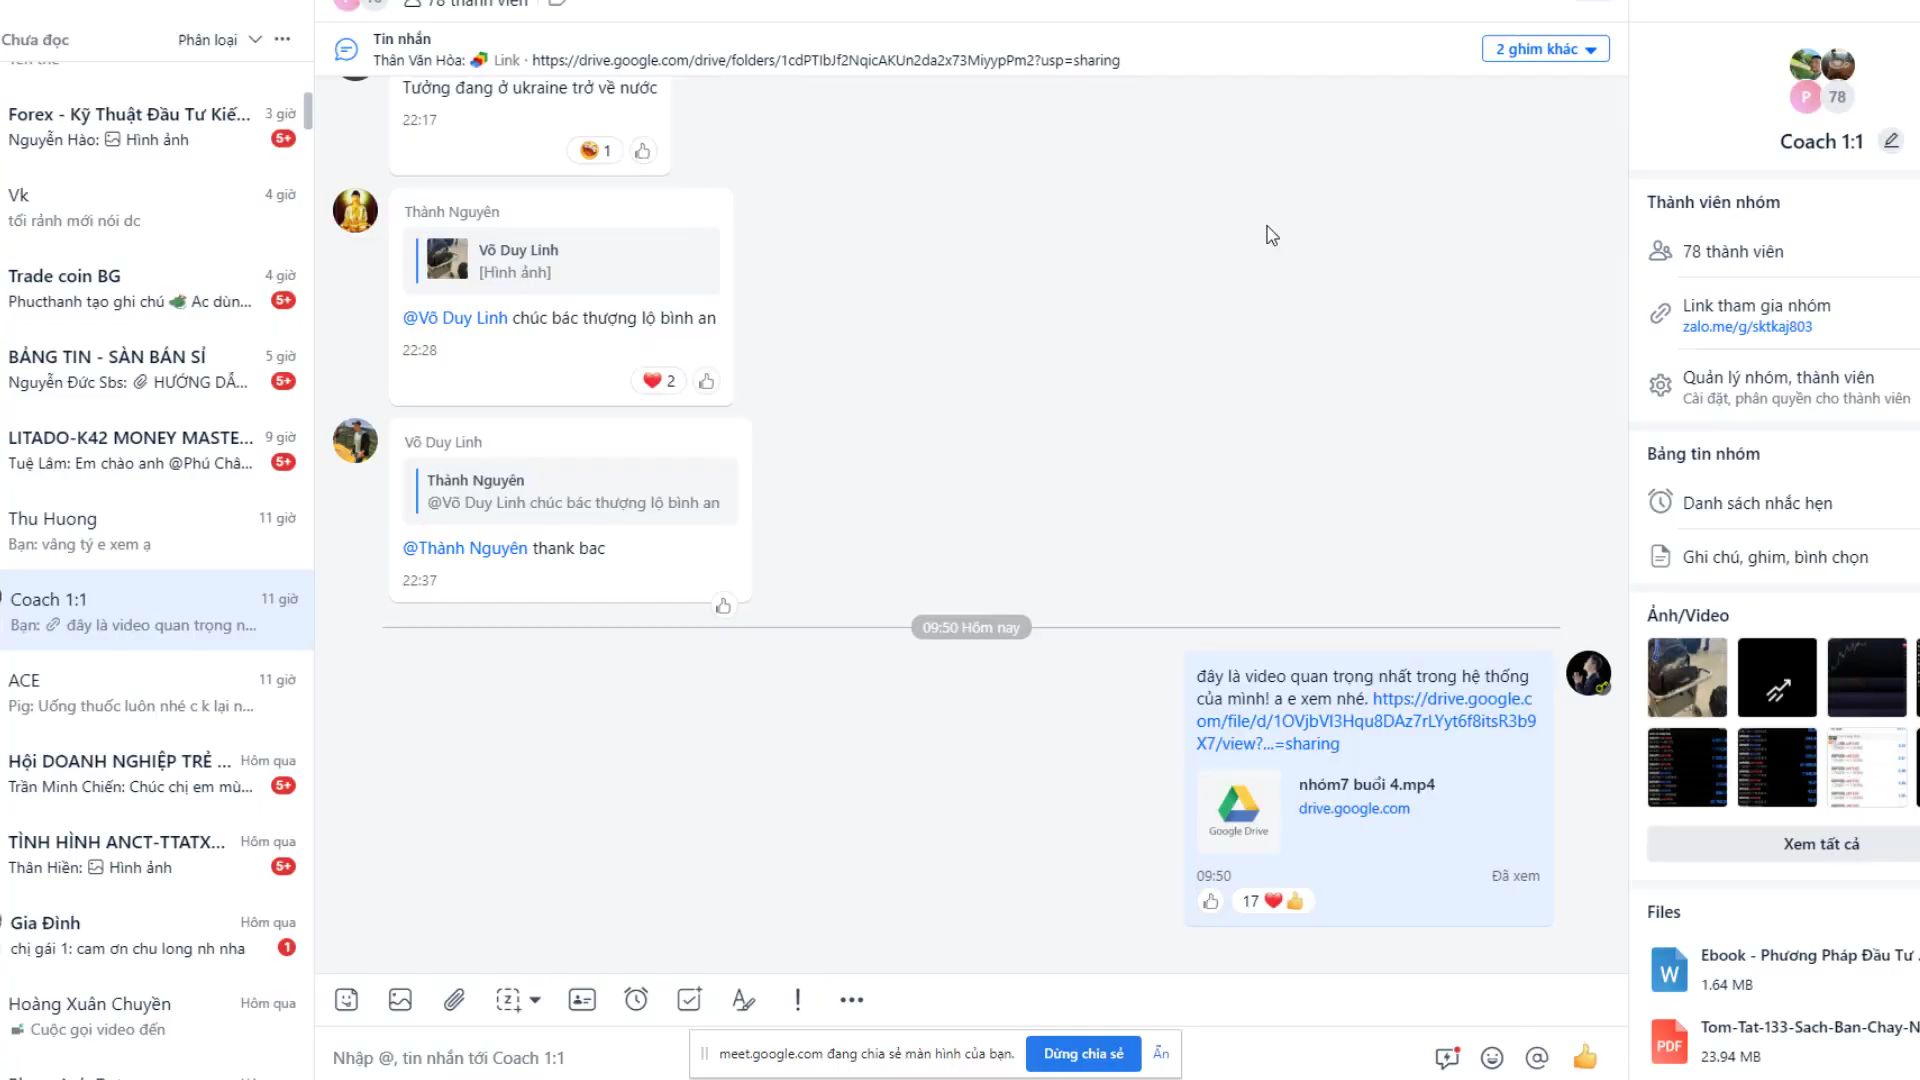 Chưa đọc
Phân loại
Forex - Kỹ Thuật Đầu Tư Kiế...
3 giờ
Nguyễn Hào: Hình ảnh
5+
Vk
4 giờ
tối rảnh mới nói dc
Trade coin BG
4 giờ
Phucthanh tạo ghi chú Ac dùn...
5+
BẢNG TIN - SÀN BÁN SỈ
5 giờ
Nguyễn Đức Sbs: HƯỚNG DẪ...
5+
LITADO-K42 MONEY MASTE...
9 giờ
Tuệ Lâm: Em chào anh @Phú Châ...
5+
Thu Huong
11 giờ
Bạn: vâng tý e xem ạ
Coach 1:1
11 giờ
Bạn: đây là video quan trọng n...
ACE
11 giờ
Pig: Uống thuốc luôn nhé c k lại n...
Hội DOANH NGHIỆP TRẺ ...
Hôm qua
Trần Minh Chiến: Chúc chị em mù...
5+
TÌNH HÌNH ANCT-TTATX...
Hôm qua
Thân Hiền: Hình ảnh
5+
Gia Đình
Hôm qua
chị gái 1: cam ơn chu long nh nha
1
Hoàng Xuân Chuyền
Hôm qua
Cuộc gọi video đến
78 thành viên
Tin nhắn
Thân Văn Hòa: Link · https://drive.google.com/drive/folders/1cdPTIbJf2NqicAKUn2da2x73MiyypPm2?usp=sharing
2 ghim khác
Tưởng đang ở ukraine trở về nước
22:17
1
Thành Nguyên
Võ Duy Linh
[Hình ảnh]
@Võ Duy Linh chúc bác thượng lộ bình an
22:28
2
Võ Duy Linh
Thành Nguyên
@Võ Duy Linh chúc bác thượng lộ bình an
@Thành Nguyên thank bac
22:37
09:50 Hôm nay
đây là video quan trọng nhất trong hệ thống
của mình! a e xem nhé. https://drive.google.c
om/file/d/1OVjbVI3Hqu8DAz7rLYyt6f8itsR3b9
X7/view?...=sharing
Google Drive
nhóm7 buổi 4.mp4
drive.google.com
09:50
Đã xem
17
Nhập @, tin nhắn tới Coach 1:1
meet.google.com đang chia sẻ màn hình của bạn.
Dừng chia sẻ
Ẩn
P
78
Coach 1:1
Thành viên nhóm
78 thành viên
Link tham gia nhóm
zalo.me/g/sktkaj803
Quản lý nhóm, thành viên
Cài đặt, phân quyền cho thành viên
Bảng tin nhóm
Danh sách nhắc hẹn
Ghi chú, ghim, bình chọn
Ảnh/Video
Xem tất cả
Files
W
Ebook - Phương Pháp Đầu Tư
1.64 MB
PDF
Tom-Tat-133-Sach-Ban-Chay-N
23.94 MB